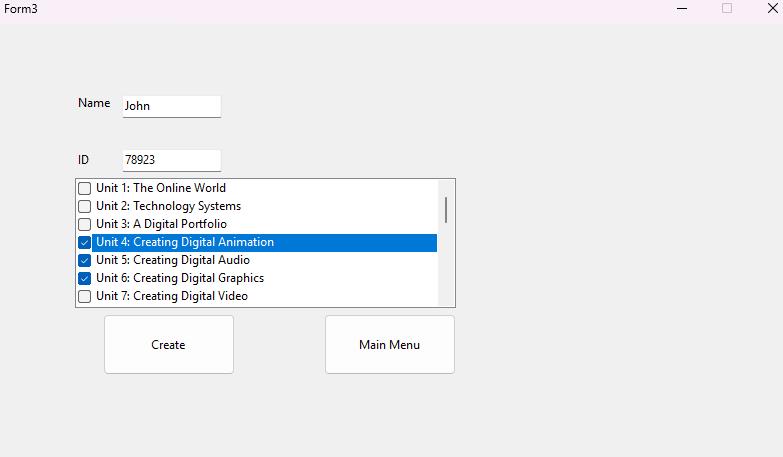 Form3
Name John
ID 78923
Unit 1: The Online World
Unit 2: Technology Systems
Unit 3: A Digital Portfolio
Unit 4: Creating Digital Animation
Unit 5: Creating Digital Audio
Unit 6: Creating Digital Graphics
Unit 7: Creating Digital Video
Create Main Menu